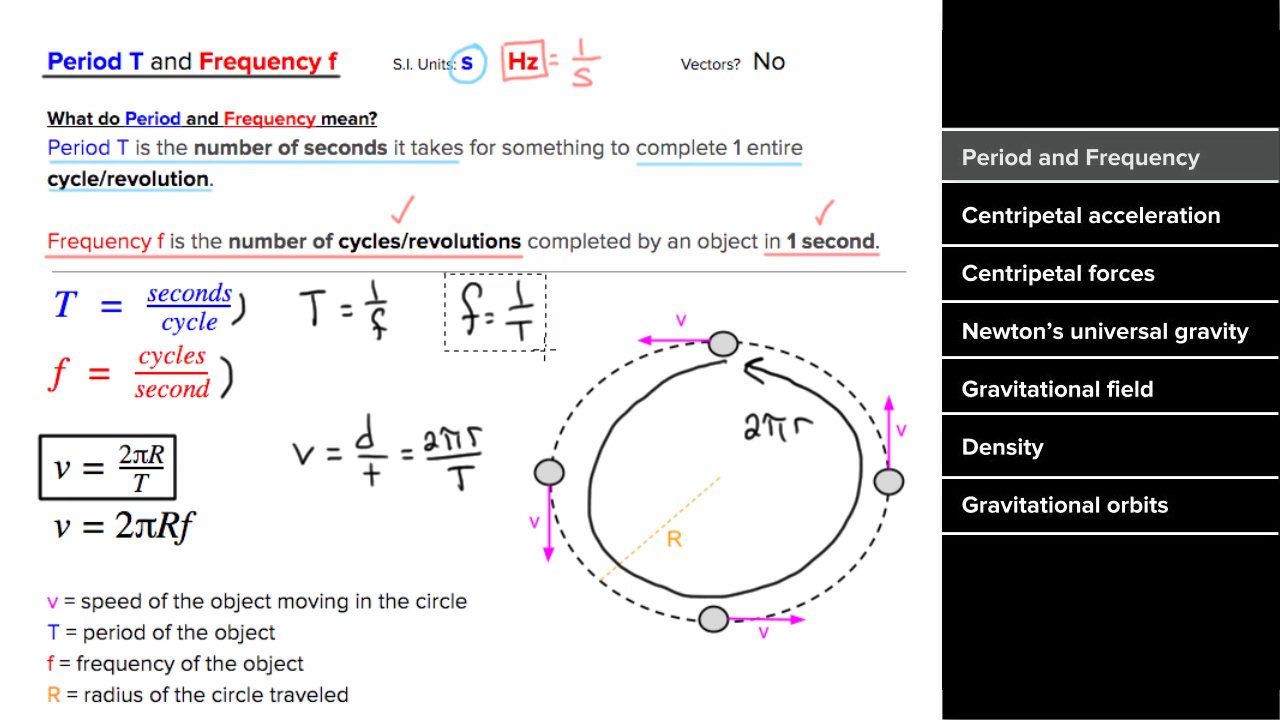 Period T and Frequency f S.I. Units: s Hz = 1/s Vectors? No
What do Period and Frequency mean?
Period T is the number of seconds it takes for something to complete 1 entire
cycle/revolution.
Frequency f is the number of cycles/revolutions completed by an object in 1 second.
T = seconds/cycle ) T = 1/f f = 1/T
f = cycles/second )
v = 2πR/T v = d/t = 2πr/T
v = 2πRf
v
v
2πr
v
R
v
v = speed of the object moving in the circle
T = period of the object
f = frequency of the object
R = radius of the circle traveled
Period and Frequency
Centripetal acceleration
Centripetal forces
Newton’s universal gravity
Gravitational field
Density
Gravitational orbits